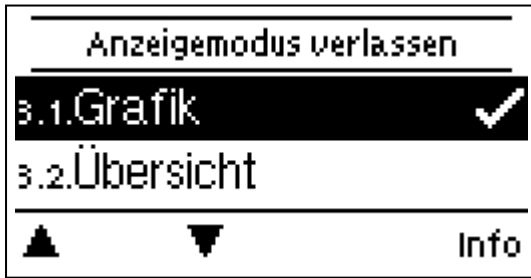 Anzeigemodus verlassen
3.1.Grafik
3.2.Übersicht
Info